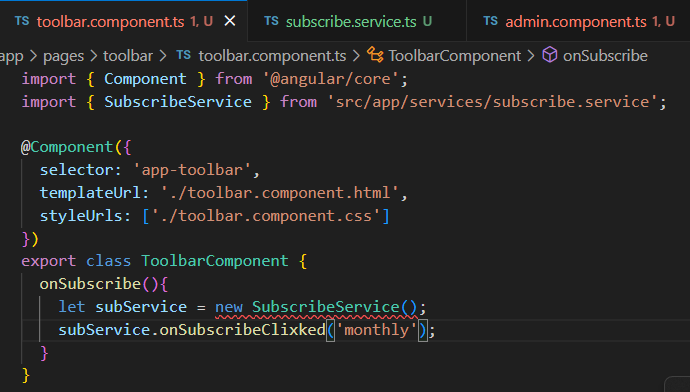 TS toolbar.component.ts 1, U × TS subscribe.service.ts U TS admin.component.ts 1, U
app > pages > toolbar > TS toolbar.component.ts > ToolbarComponent > onSubscribe
import { Component } from '@angular/core';
import { SubscribeService } from 'src/app/services/subscribe.service';
@Component({
selector: 'app-toolbar',
templateUrl: './toolbar.component.html',
styleUrls: ['./toolbar.component.css']
})
export class ToolbarComponent {
onSubscribe(){
let subService = new SubscribeService();
subService.onSubscribeClixked('monthly');
}
}